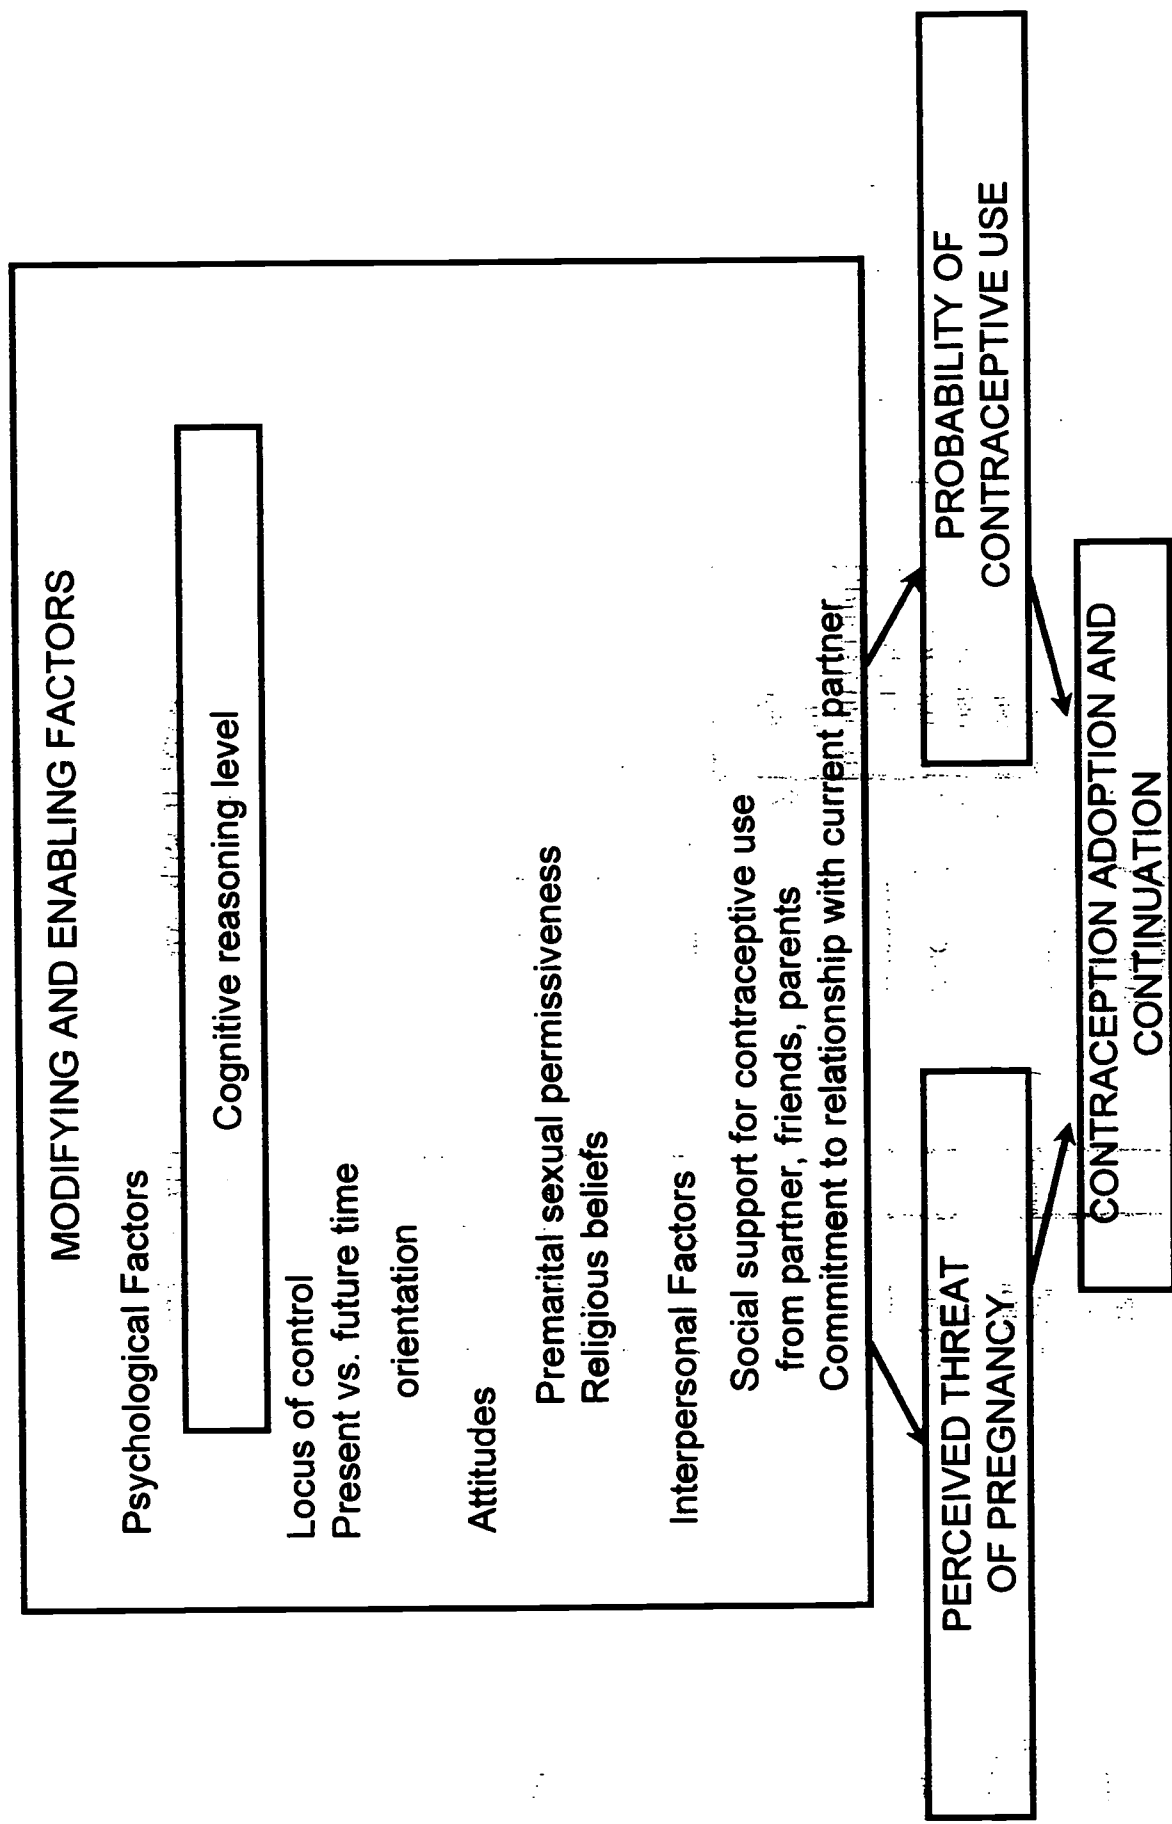 MODIFYING AND ENABLING FACTORS
Psychological Factors
Cognitive reasoning level
Locus of control
Present vs. future time
orientation
Attitudes
Premarital sexual permissiveness
Religious beliefs
Interpersonal Factors
Social support for contraceptive use
from partner, friends, parents
Commitment to relationship with current partner
PERCEIVED THREAT
OF PREGNANCY
PROBABILITY OF
CONTRACEPTIVE USE
CONTRACEPTION ADOPTION AND
CONTINUATION